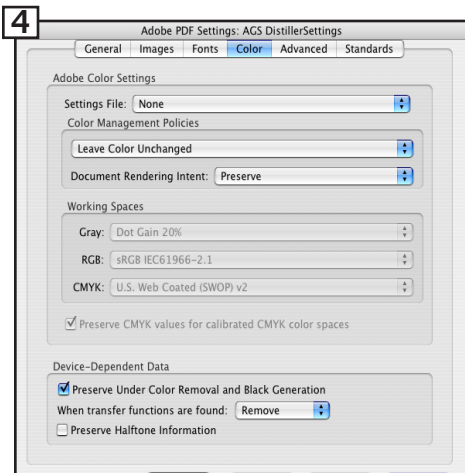 4
Adobe PDF Settings: AGS DistillerSettings
General Images Fonts Color Advanced Standards
Adobe Color Settings
Settings File: None
Color Management Policies
Leave Color Unchanged
Document Rendering Intent: Preserve
Working Spaces
Gray: Dot Gain 20%
RGB: sRGB IEC61966-2.1
CMYK: U.S. Web Coated (SWOP) v2
Preserve CMYK values for calibrated CMYK color spaces
Device-Dependent Data
Preserve Under Color Removal and Black Generation
When transfer functions are found: Remove
Preserve Halftone Information